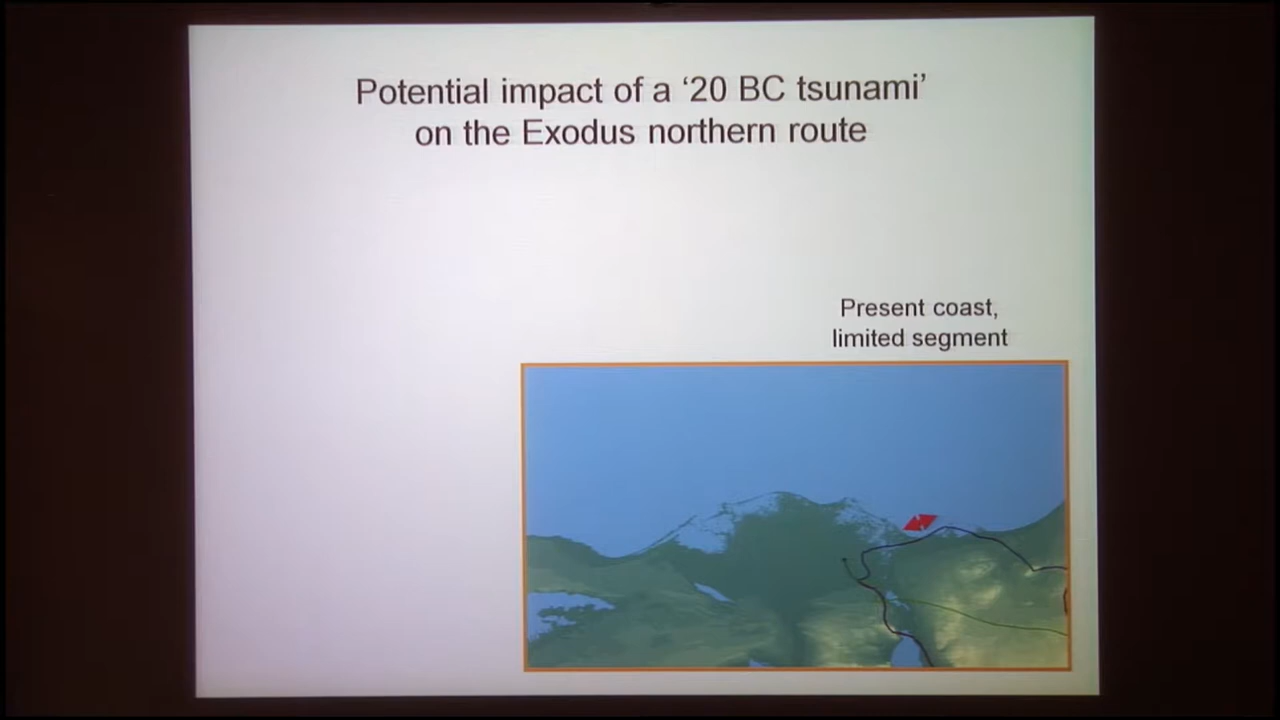 Potential impact of a ‘20 BC tsunami’
on the Exodus northern route
Present coast,
limited segment